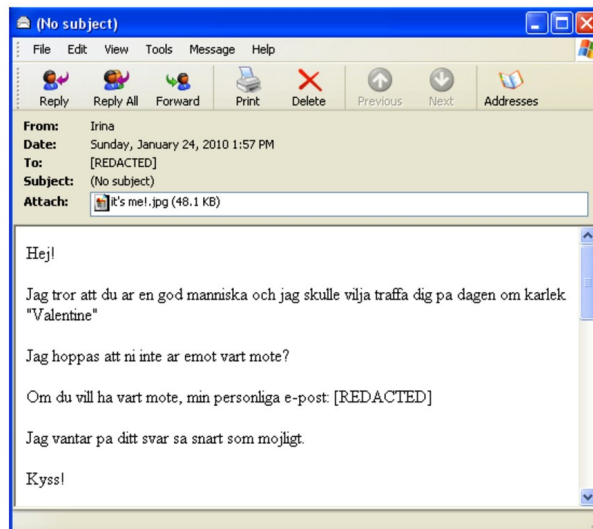 (No subject)
File Edit View Tools Message Help
Reply Reply All Forward Print Delete Previous Next Addresses
From: Irina
Date: Sunday, January 24, 2010 1:57 PM
To: [REDACTED]
Subject: (No subject)
Attach: it's me!.jpg (48.1 KB)
Hej!
Jag tror att du ar en god manniska och jag skulle vilja traffa dig pa dagen om karlek
"Valentine"
Jag hoppas att ni inte ar emot vart mote?
Om du vill ha vart mote, min personliga e-post: [REDACTED]
Jag vantar pa ditt svar sa snart som mojligt.
Kyss!